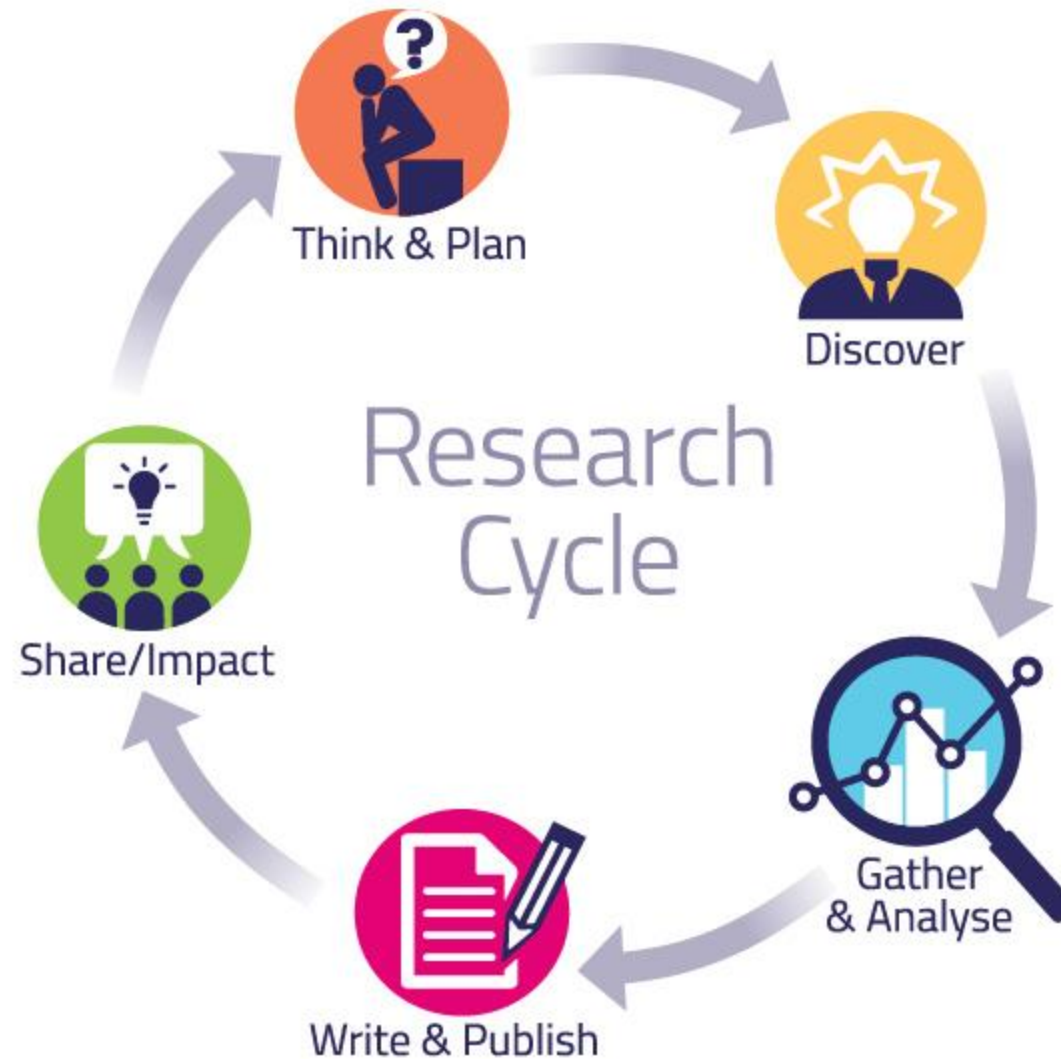 ?
Think & Plan
Discover
Research
Cycle
Share/Impact
Gather
& Analyse
Write & Publish